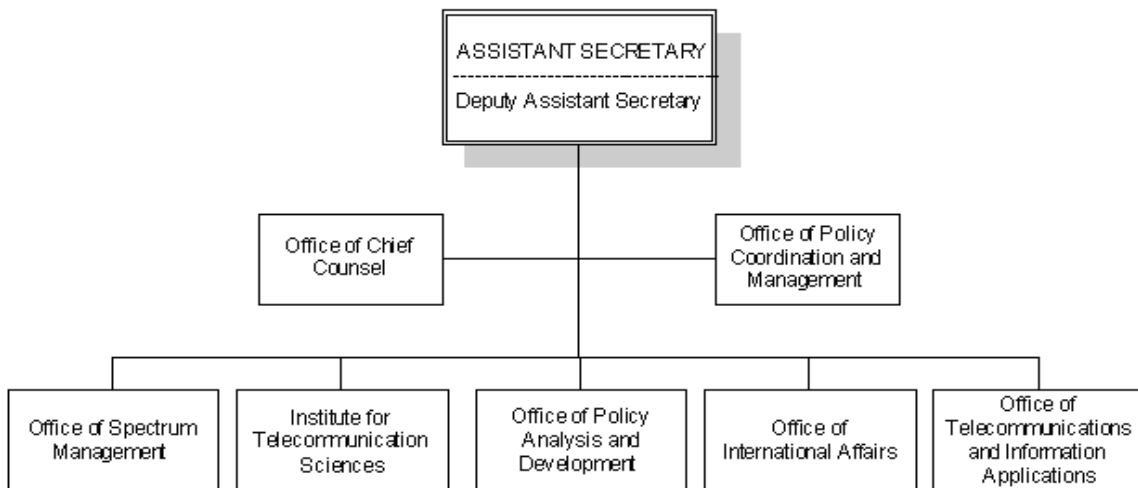 ASSISTANT SECRETARY
Deputy Assistant Secretary
Office of Chief
Counsel
Office of Policy
Coordination and
Management
Office of Spectrum
Management
Institute for
Telecommunication
Sciences
Office of Policy
Analysis and
Development
Office of
International Affairs
Office of
Telecommunications
and Information
Applications